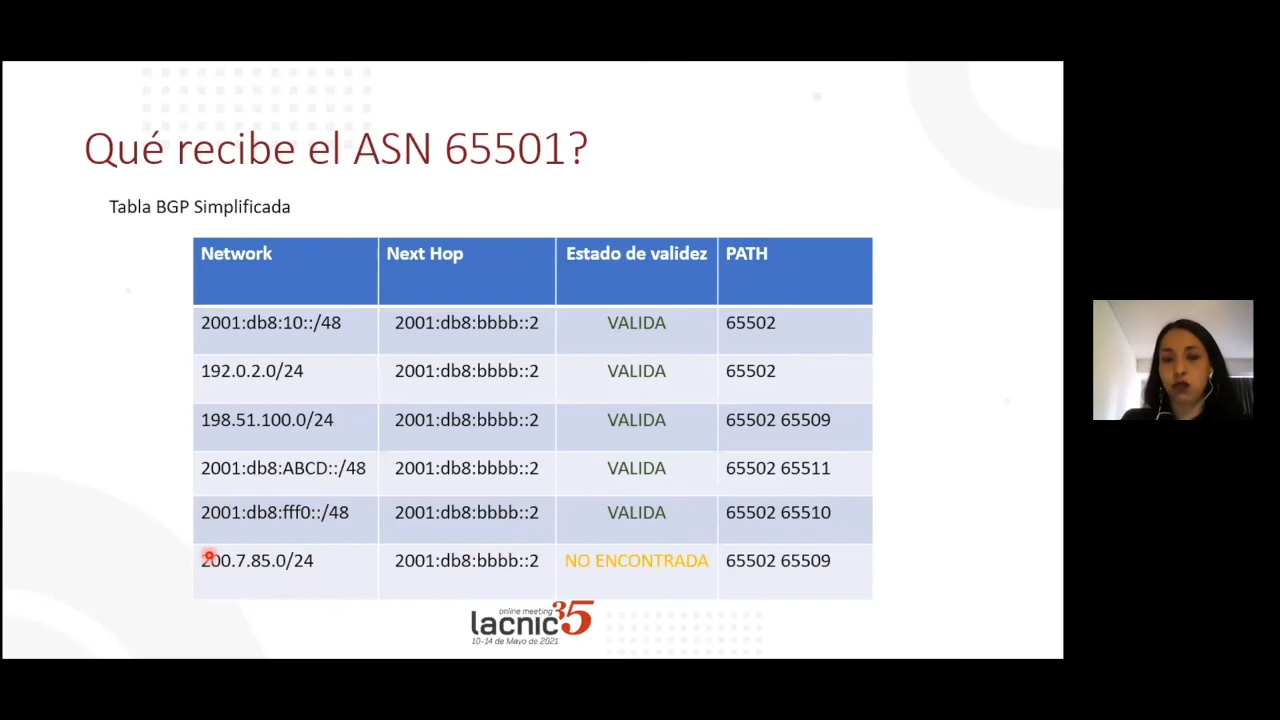 Qué recibe el ASN 65501?
Tabla BGP Simplificada
Network Next Hop Estado de validez PATH
2001:db8:10::/48 2001:db8:bbbb::2 VALIDA 65502
192.0.2.0/24 2001:db8:bbbb::2 VALIDA 65502
198.51.100.0/24 2001:db8:bbbb::2 VALIDA 65502 65509
2001:db8:ABCD::/48 2001:db8:bbbb::2 VALIDA 65502 65511
2001:db8:fff0::/48 2001:db8:bbbb::2 VALIDA 65502 65510
200.7.85.0/24 2001:db8:bbbb::2 NO ENCONTRADA 65502 65509
online meeting
lacnic 35
10-14 de Mayo de 2021